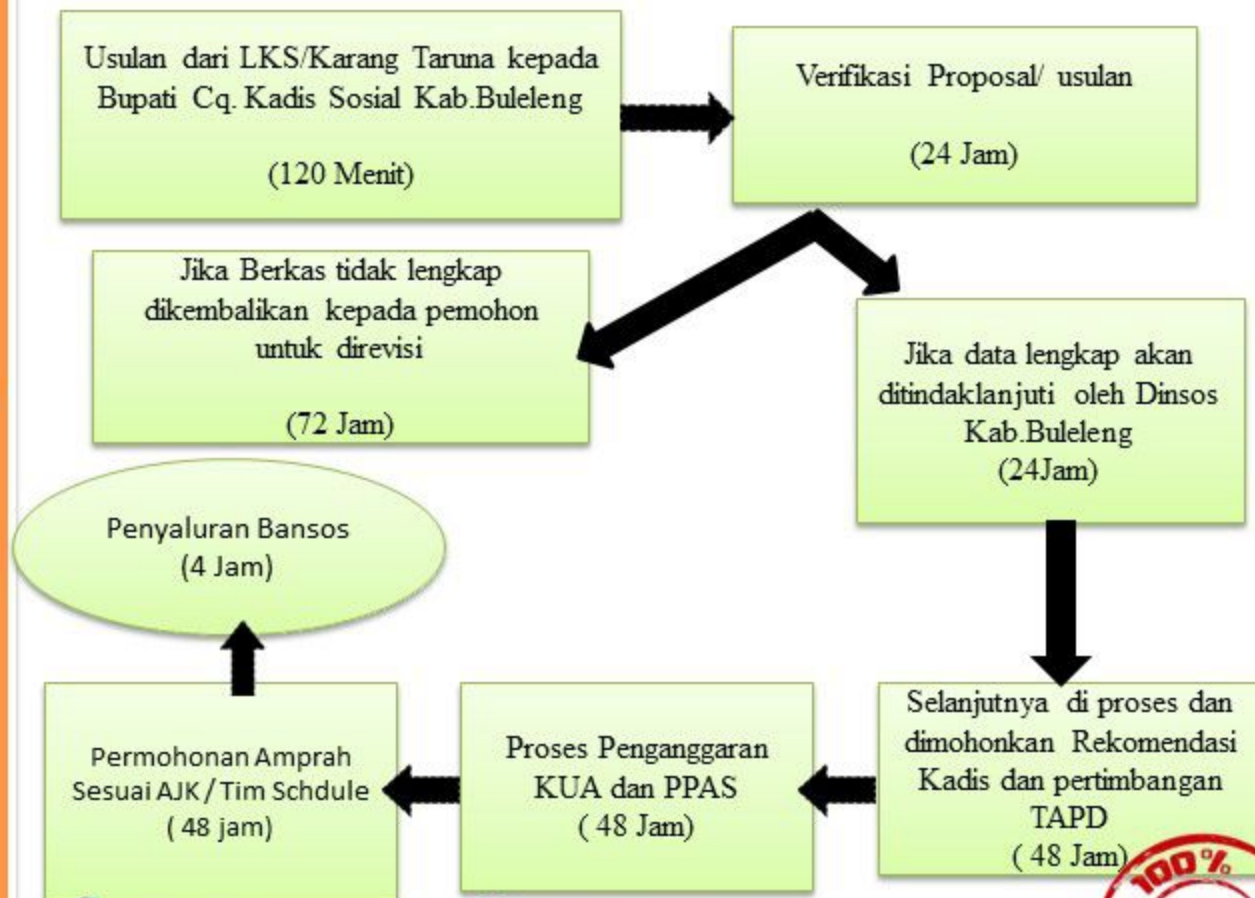 Usulan dari LKS/Karang Taruna kepada
Bupati Cq. Kadis Sosial Kab.Buleleng
(120 Menit)
Verifikasi Proposal/ usulan
(24 Jam)
Jika Berkas tidak lengkap
dikembalikan kepada pemohon
untuk direvisi
(72 Jam)
Jika data lengkap akan
ditindaklanjuti oleh Dinsos
Kab.Buleleng
(24Jam)
Selanjutnya di proses dan
dimohonkan Rekomendasi
Kadis dan pertimbangan
TAPD
( 48 Jam)
Proses Penganggaran
KUA dan PPAS
( 48 Jam)
Permohonan Amprah
Sesuai AJK / Tim Schdule
( 48 jam)
Penyaluran Bansos
(4 Jam)
100%